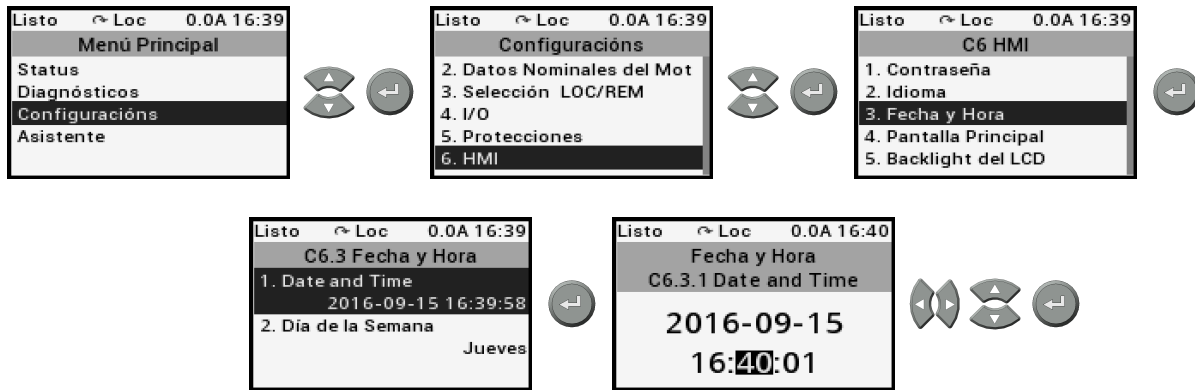 Listo ↷ Loc 0.0A 16:39
Menú Principal
Status
Diagnósticos
Configuracións
Asistente
Listo ↷ Loc 0.0A 16:39
Configuracións
2. Datos Nominales del Mot
3. Selección LOC/REM
4. I/O
5. Protecciones
6. HMI
Listo ↷ Loc 0.0A 16:39
C6 HMI
1. Contraseña
2. Idioma
3. Fecha y Hora
4. Pantalla Principal
5. Backlight del LCD
Listo ↷ Loc 0.0A 16:39
C6.3 Fecha y Hora
1. Date and Time
2016-09-15 16:39:58
2. Día de la Semana
Jueves
Listo ↷ Loc 0.0A 16:40
Fecha y Hora
C6.3.1 Date and Time
2016-09-15
16:40:01